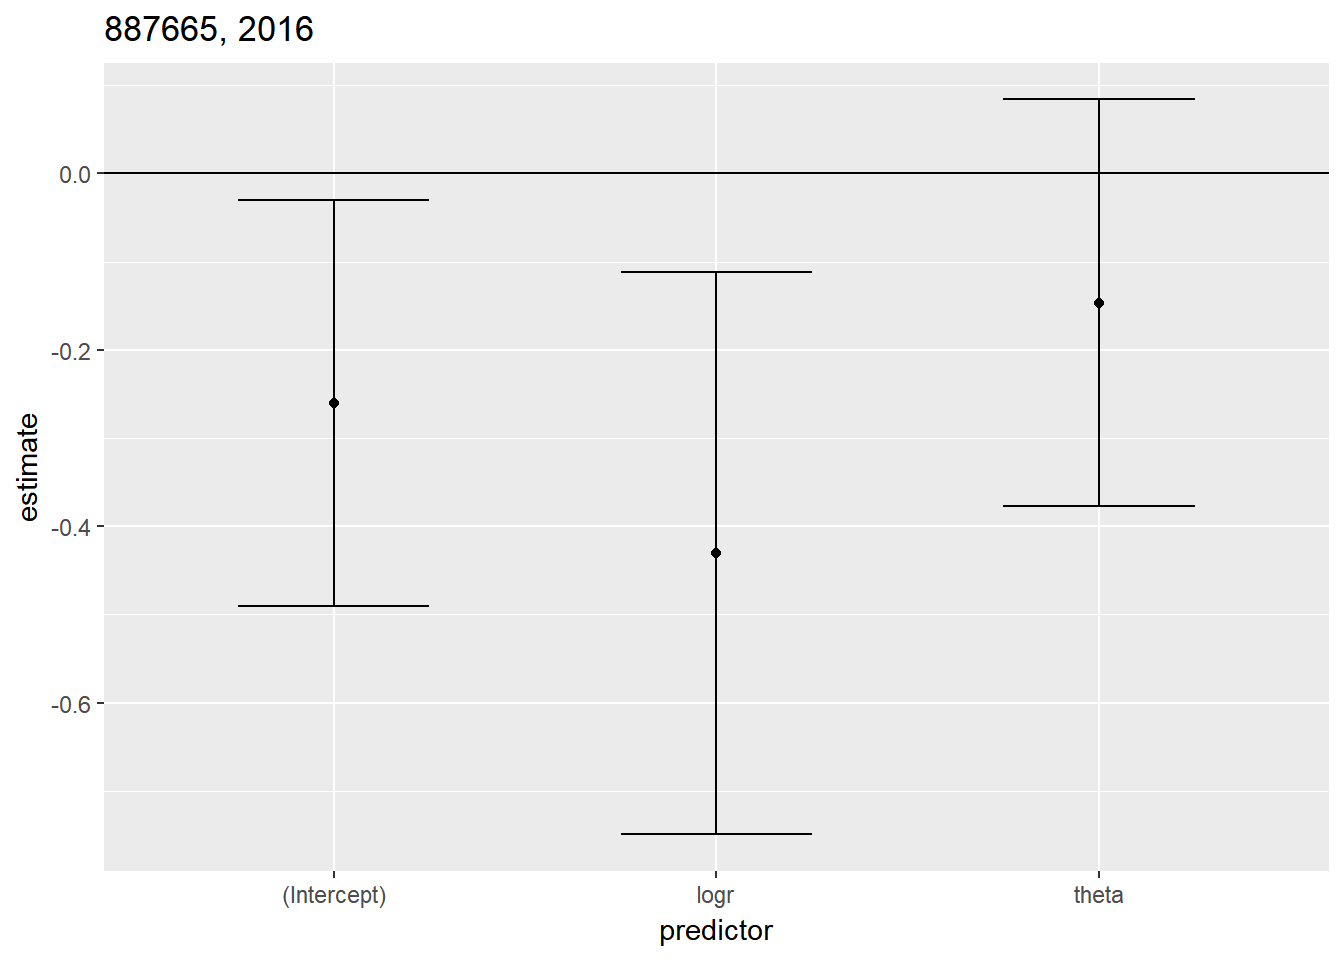 887665, 2016
0.0
-0.2
-0.4
-0.6
estimate
(Intercept) logr theta
predictor